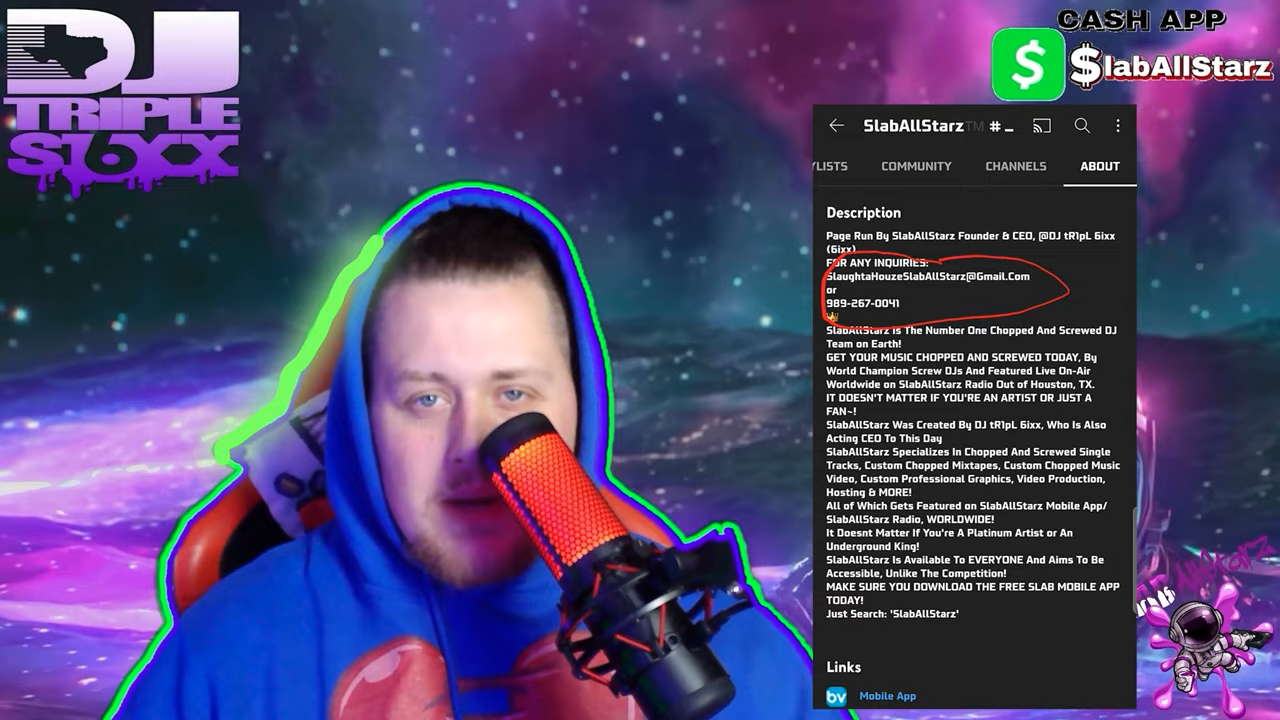 DJ
TRIPLE
SI6XX
CASH APP
$labAllStarz
SlabAllStarz™ # _
YLISTS
COMMUNITY
CHANNELS
ABOUT
Description
Page Run By SlabAllStarz Founder & CEO, @DJ tR1pL 6ixx
(6ixx)
FOR ANY INQUIRIES:
SlaughtaHouzeSlabAllStarz@Gmail.Com
or
989-267-0041
SlabAllStarz Is The Number One Chopped And Screwed DJ
Team on Earth!
GET YOUR MUSIC CHOPPED AND SCREWED TODAY, By
World Champion Screw DJs And Featured Live On-Air
Worldwide on SlabAllStarz Radio Out of Houston, TX.
IT DOESN'T MATTER IF YOU'RE AN ARTIST OR JUST A
FAN~!
SlabAllStarz Was Created By DJ tR1pL 6ixx, Who Is Also
Acting CEO To This Day
SlabAllStarz Specializes In Chopped And Screwed Single
Tracks, Custom Chopped Mixtapes, Custom Chopped Music
Video, Custom Professional Graphics, Video Production,
Hosting & MORE!
All of Which Gets Featured on SlabAllStarz Mobile App/
SlabAllStarz Radio, WORLDWIDE!
It Doesnt Matter If You're A Platinum Artist or An
Underground King!
SlabAllStarz Is Available To EVERYONE And Aims To Be
Accessible, Unlike The Competition!
MAKE SURE YOU DOWNLOAD THE FREE SLAB MOBILE APP
TODAY!
Just Search: 'SlabAllStarz'
Links
bv
Mobile App